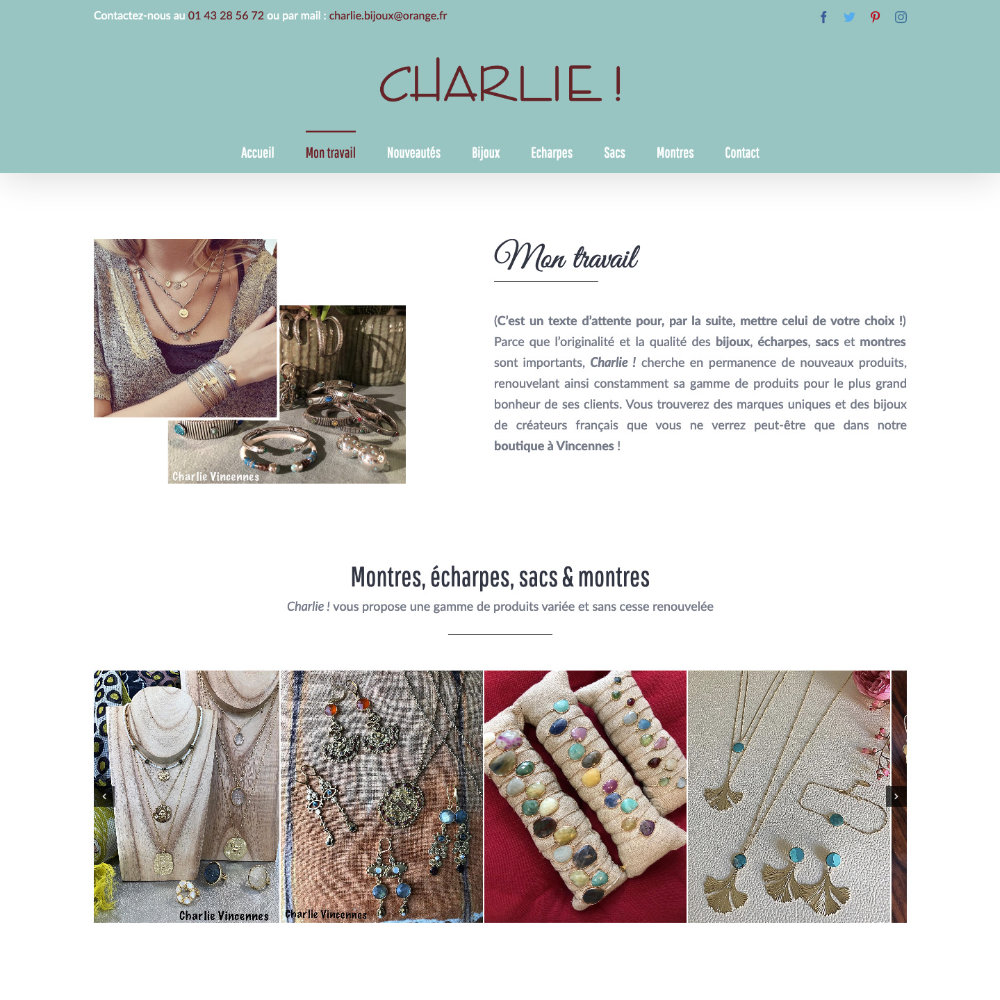 Contactez-nous au 01 43 28 56 72 ou par mail : charlie.bijoux@orange.fr
CHARLIE !
Accueil Mon travail Nouveautés Bijoux Echarpes Sacs Montres Contact
Mon travail
(C'est un texte d'attente pour, par la suite, mettre celui de votre choix !)
Parce que l'originalité et la qualité des bijoux, écharpes, sacs et montres
sont importants, Charlie ! cherche en permanence de nouveaux produits,
renouvelant ainsi constamment sa gamme de produits pour le plus grand
bonheur de ses clients. Vous trouverez des marques uniques et des bijoux
de créateurs français que vous ne verrez peut-être que dans notre
boutique à Vincennes !
Charlie Vincennes
Montres, écharpes, sacs & montres
Charlie ! vous propose une gamme de produits variée et sans cesse renouvelée
Charlie Vincennes
Charlie Vincennes